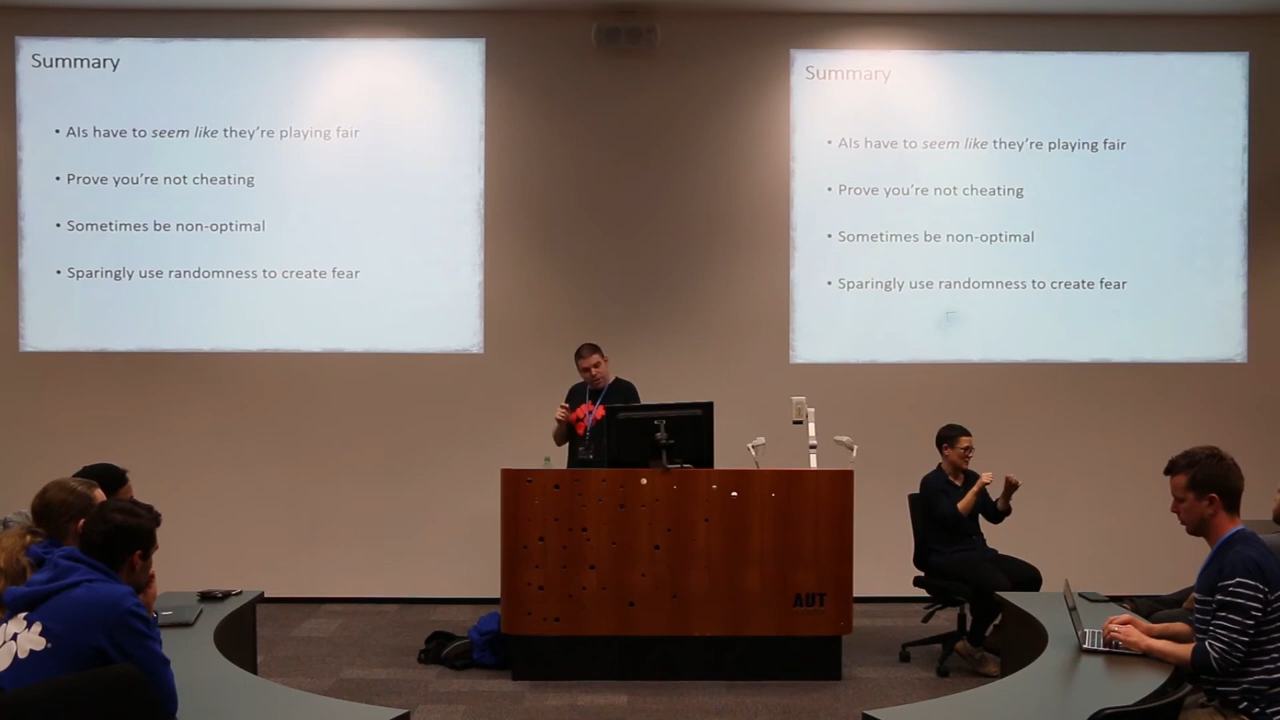 Summary
• AIs have to seem like they're playing fair
• Prove you're not cheating
• Sometimes be non-optimal
• Sparingly use randomness to create fear
Summary
• AIs have to seem like they're playing fair
• Prove you're not cheating
• Sometimes be non-optimal
• Sparingly use randomness to create fear
AUT